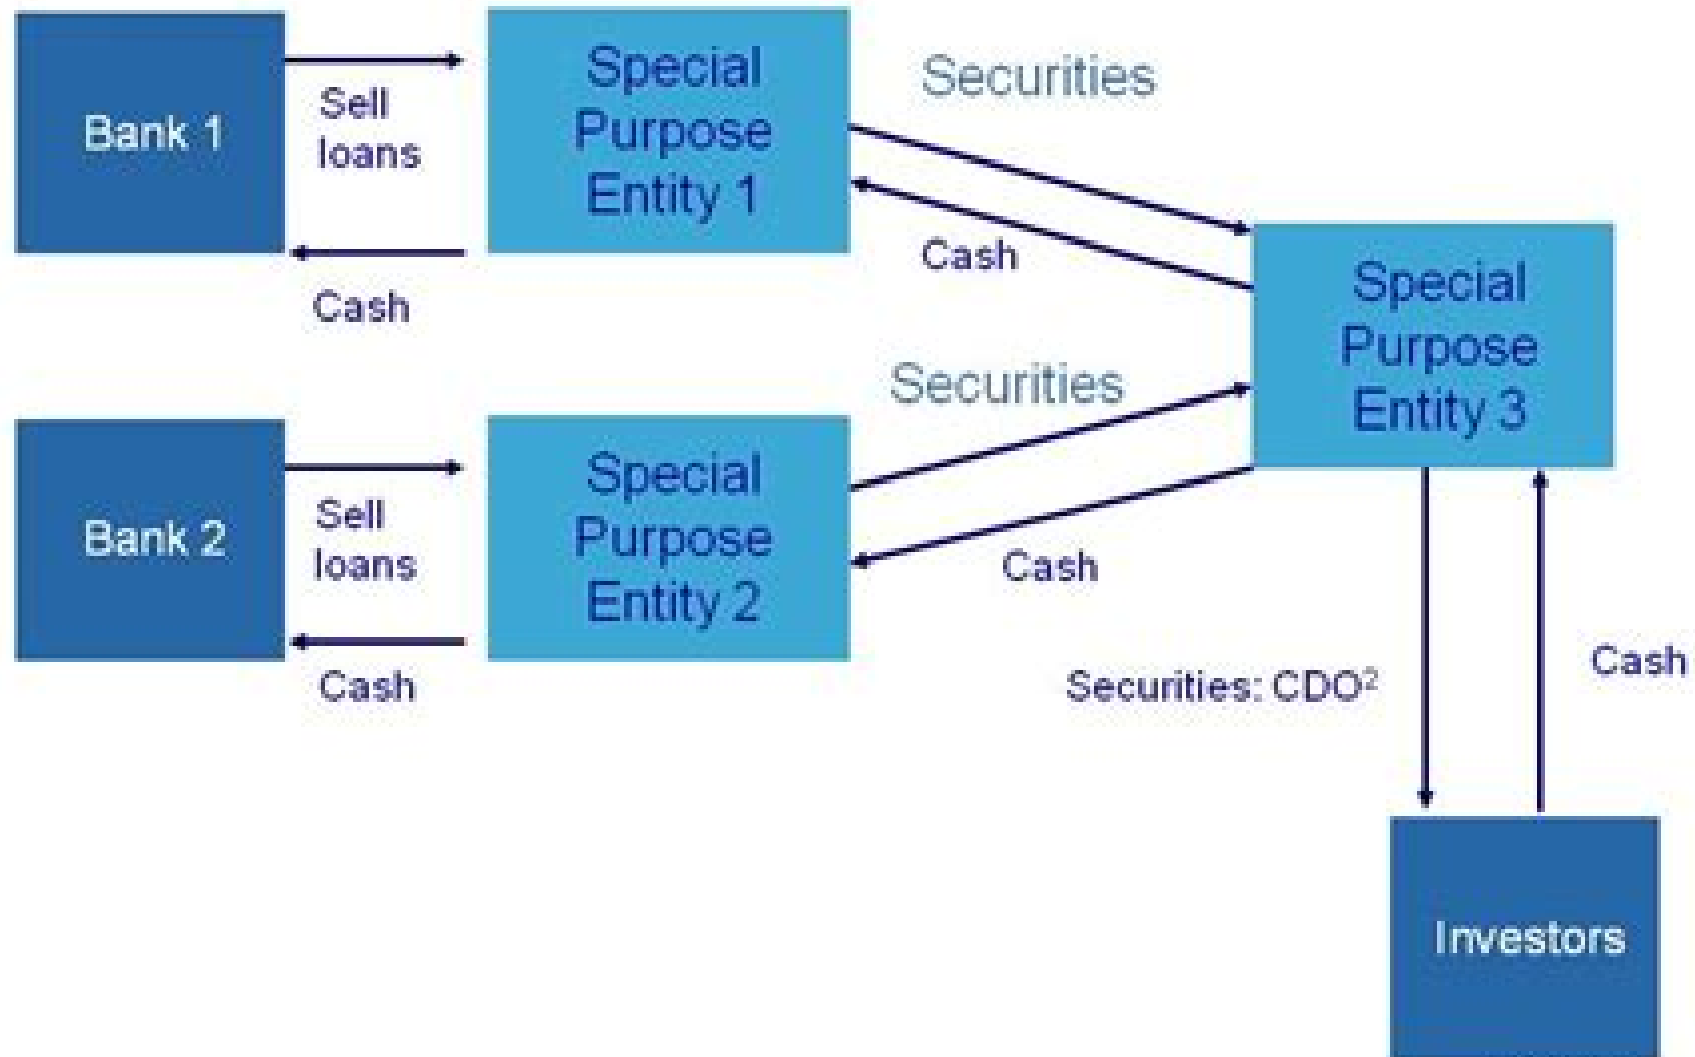 Bank 1
Sell
loans
Cash
Special
Purpose
Entity 1
Securities
Cash
Special
Purpose
Entity 3
Bank 2
Sell
loans
Cash
Special
Purpose
Entity 2
Securities
Cash
Securities: CDO²
Cash
Investors